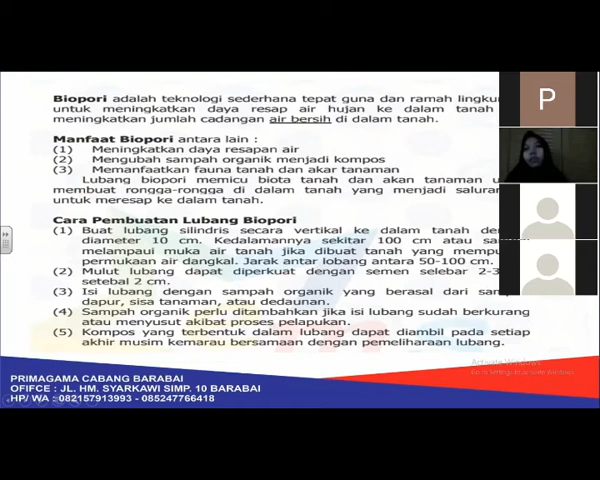 Biopori adalah teknologi sederhana tepat guna dan ramah lingku
untuk meningkatkan daya resap air hujan ke dalam tanah
meningkatkan jumlah cadangan air bersih di dalam tanah.
Manfaat Biopori antara lain :
(1) Meningkatkan daya resapan air
(2) Mengubah sampah organik menjadi kompos
(3) Memanfaatkan fauna tanah dan akar tanaman
Lubang biopori memicu biota tanah dan akan tanaman u
membuat rongga-rongga di dalam tanah yang menjadi salura
untuk meresap ke dalam tanah.
Cara Pembuatan Lubang Biopori
(1) Buat lubang silindris secara vertikal ke dalam tanah de
diameter 10 cm. Kedalamannya sekitar 100 cm atau sa
melampaui muka air tanah jika dibuat tanah yang mempu
permukaan air dangkal. Jarak antar lobang antara 50-100 cm.
(2) Mulut lubang dapat diperkuat dengan semen selebar 2-3
setebal 2 cm.
(3) Isi lubang dengan sampah organik yang berasal dari sam
dapur, sisa tanaman, atau dedaunan.
(4) Sampah organik perlu ditambahkan jika isi lubang sudah berkurang
atau menyusut akibat proses pelapukan.
(5) Kompos yang terbentuk dalam lubang dapat diambil pada setiap
akhir musim kemarau bersamaan dengan pemeliharaan lubang.
P
Activate Windows
Go to Settings to activate Windows.
PRIMAGAMA CABANG BARABAI
OFIFCE : JL. HM. SYARKAWI SIMP. 10 BARABAI
HP/ WA : 082157913993 - 085247766418